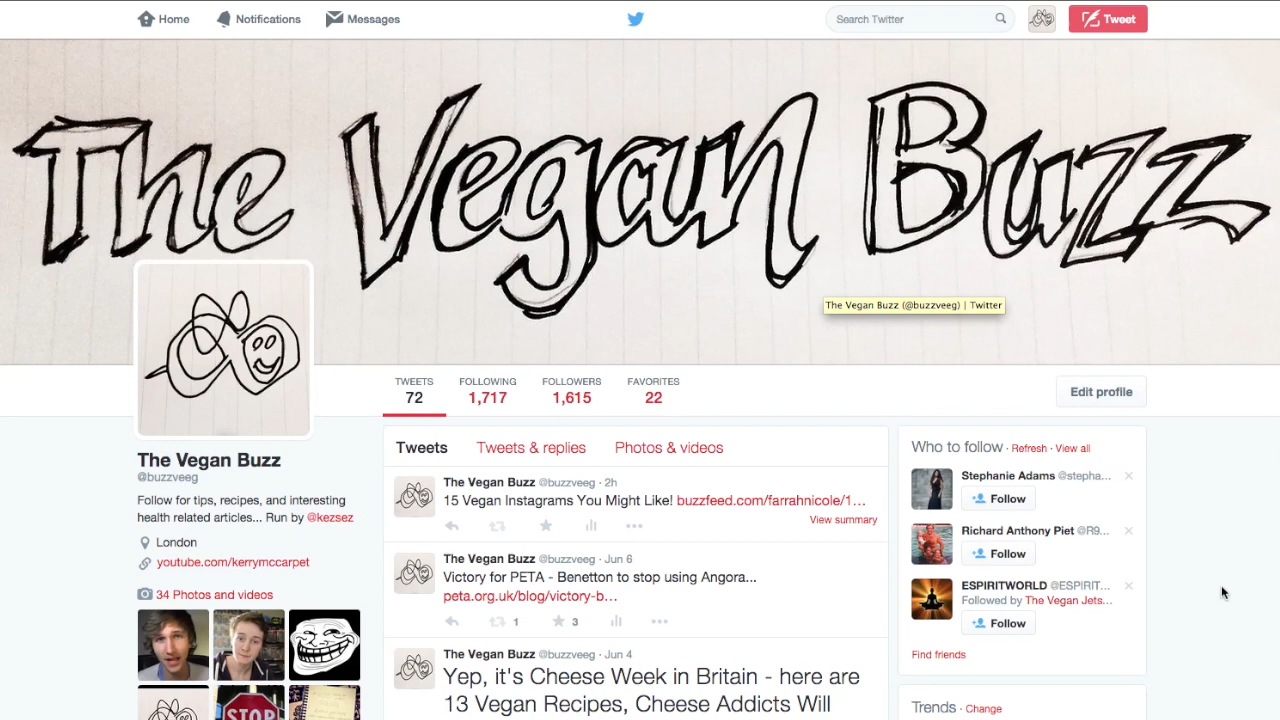 Home Notifications Messages Search Twitter Tweet
The Vegan Buzz
The Vegan Buzz (@buzzveeg) | Twitter
TWEETS FOLLOWING FOLLOWERS FAVORITES
72 1,717 1,615 22
Edit profile
The Vegan Buzz
@buzzveeg
Follow for tips, recipes, and interesting
health related articles... Run by @kezsez
London
youtube.com/kerrymccarpet
34 Photos and videos
STOP
Tweets Tweets & replies Photos & videos
The Vegan Buzz @buzzveeg · 2h
15 Vegan Instagrams You Might Like! buzzfeed.com/farrahnicole/1…
View summary
The Vegan Buzz @buzzveeg · Jun 6
Victory for PETA - Benetton to stop using Angora...
peta.org.uk/blog/victory-b…
1 3
The Vegan Buzz @buzzveeg · Jun 4
Yep, it's Cheese Week in Britain - here are
13 Vegan Recipes, Cheese Addicts Will
Who to follow · Refresh · View all
Stephanie Adams @stepha...
Follow
Richard Anthony Piet @R9...
Follow
ESPIRITWORLD @ESPIRIT...
Followed by The Vegan Jets...
Follow
Find friends
Trends · Change